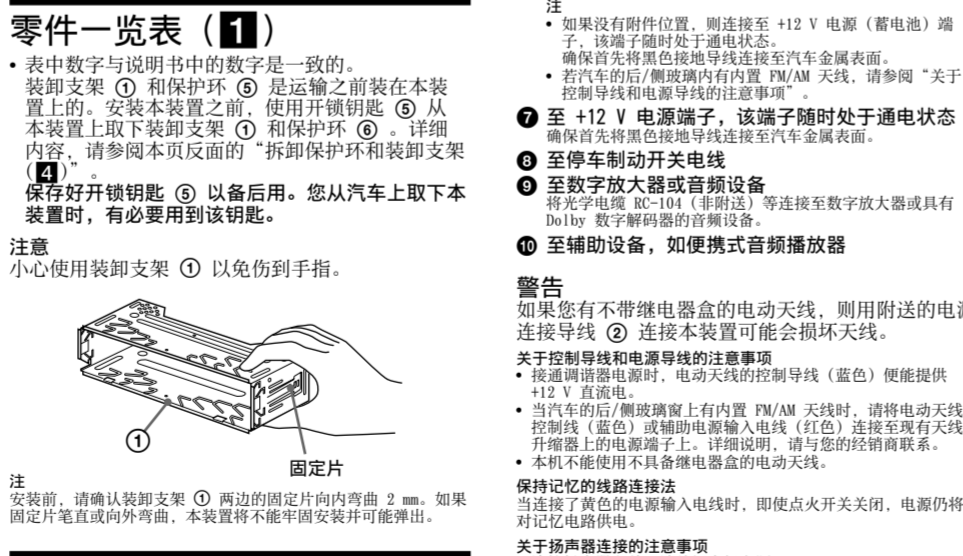 零件一览表（1）
• 表中数字与说明书中的数字是一致的。
装卸支架 ① 和保护环 ⑤ 是运输之前装在本装
置上的。安装本装置之前，使用开锁钥匙 ⑤ 从
本装置上取下装卸支架 ① 和保护环 ⑥ 。详细
内容，请参阅本页反面的“拆卸保护环和装卸支架
（4）”。
保存好开锁钥匙 ⑤ 以备后用。您从汽车上取下本
装置时，有必要用到该钥匙。
注意
小心使用装卸支架 ① 以免伤到手指。
①
固定片
注
安装前，请确认装卸支架 ① 两边的固定片向内弯曲 2 mm。如果
固定片笔直或向外弯曲，本装置将不能牢固安装并可能弹出。
注
• 如果没有附件位置，则连接至 +12 V 电源（蓄电池）端
子，该端子随时处于通电状态。
确保首先将黑色接地导线连接至汽车金属表面。
• 若汽车的后/侧玻璃内有内置 FM/AM 天线，请参阅“关于
控制导线和电源导线的注意事项”。
❼ 至 +12 V 电源端子，该端子随时处于通电状态
确保首先将黑色接地导线连接至汽车金属表面。
❽ 至停车制动开关电线
❾ 至数字放大器或音频设备
将光学电缆 RC-104（非附送）等连接至数字放大器或具有
Dolby 数字解码器的音频设备。
❿ 至辅助设备，如便携式音频播放器
警告
如果您有不带继电器盒的电动天线，则用附送的电
连接导线 ② 连接本装置可能会损坏天线。
关于控制导线和电源导线的注意事项
• 接通调谐器电源时，电动天线的控制导线（蓝色）便能提供
+12 V 直流电。
• 当汽车的后/侧玻璃窗上有内置 FM/AM 天线时，请将电动天线
控制线（蓝色）或辅助电源输入电线（红色）连接至现有天线
升缩器上的电源端子上。详细说明，请与您的经销商联系。
• 本机不能使用不具备继电器盒的电动天线。
保持记忆的线路连接法
当连接了黄色的电源输入电线时，即使点火开关关闭，电源仍将
对记忆电路供电。
关于扬声器连接的注意事项